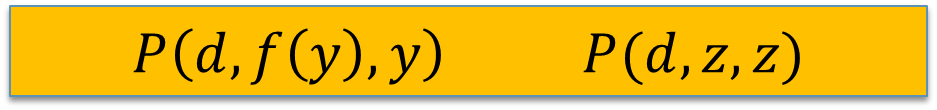 P(d, f(y), y) P(d, z, z)